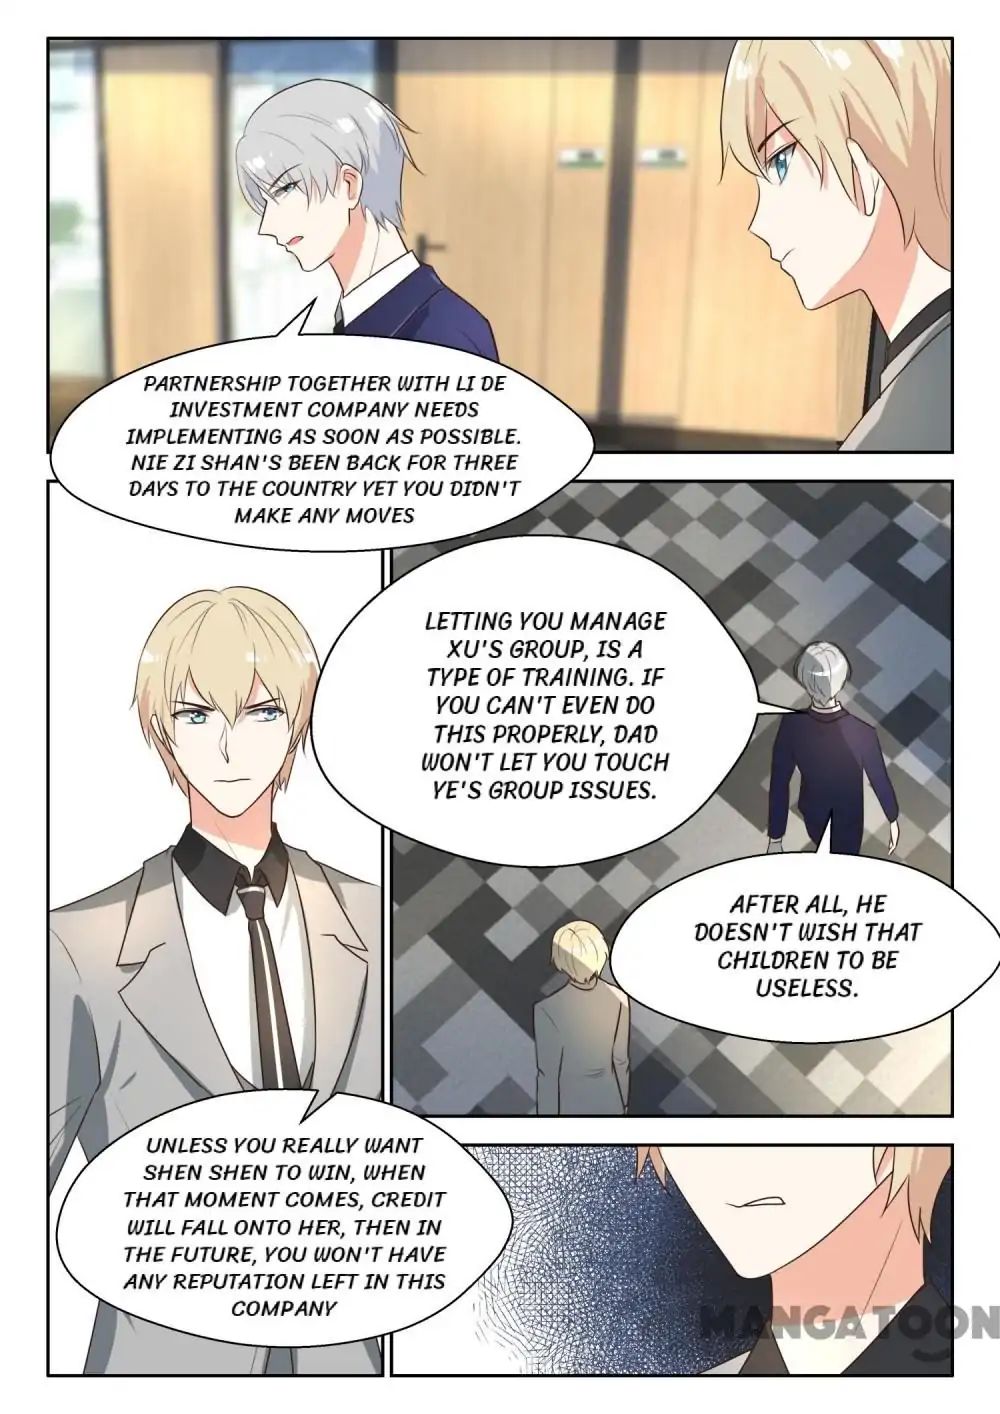 PARTNERSHIP TOGETHER WITH LI DE
INVESTMENT COMPANY NEEDS
IMPLEMENTING AS SOON AS POSSIBLE.
NIE ZI SHAN'S BEEN BACK FOR THREE
DAYS TO THE COUNTRY YET YOU DIDN'T
MAKE ANY MOVES
LETTING YOU MANAGE
XU'S GROUP, IS A
TYPE OF TRAINING. IF
YOU CAN'T EVEN DO
THIS PROPERLY, DAD
WON'T LET YOU TOUCH
YE'S GROUP ISSUES.
AFTER ALL, HE
DOESN'T WISH THAT
CHILDREN TO BE
USELESS.
UNLESS YOU REALLY WANT
SHEN SHEN TO WIN, WHEN
THAT MOMENT COMES, CREDIT
WILL FALL ONTO HER, THEN IN
THE FUTURE, YOU WON'T HAVE
ANY REPUTATION LEFT IN THIS
COMPANY
MANGATOON